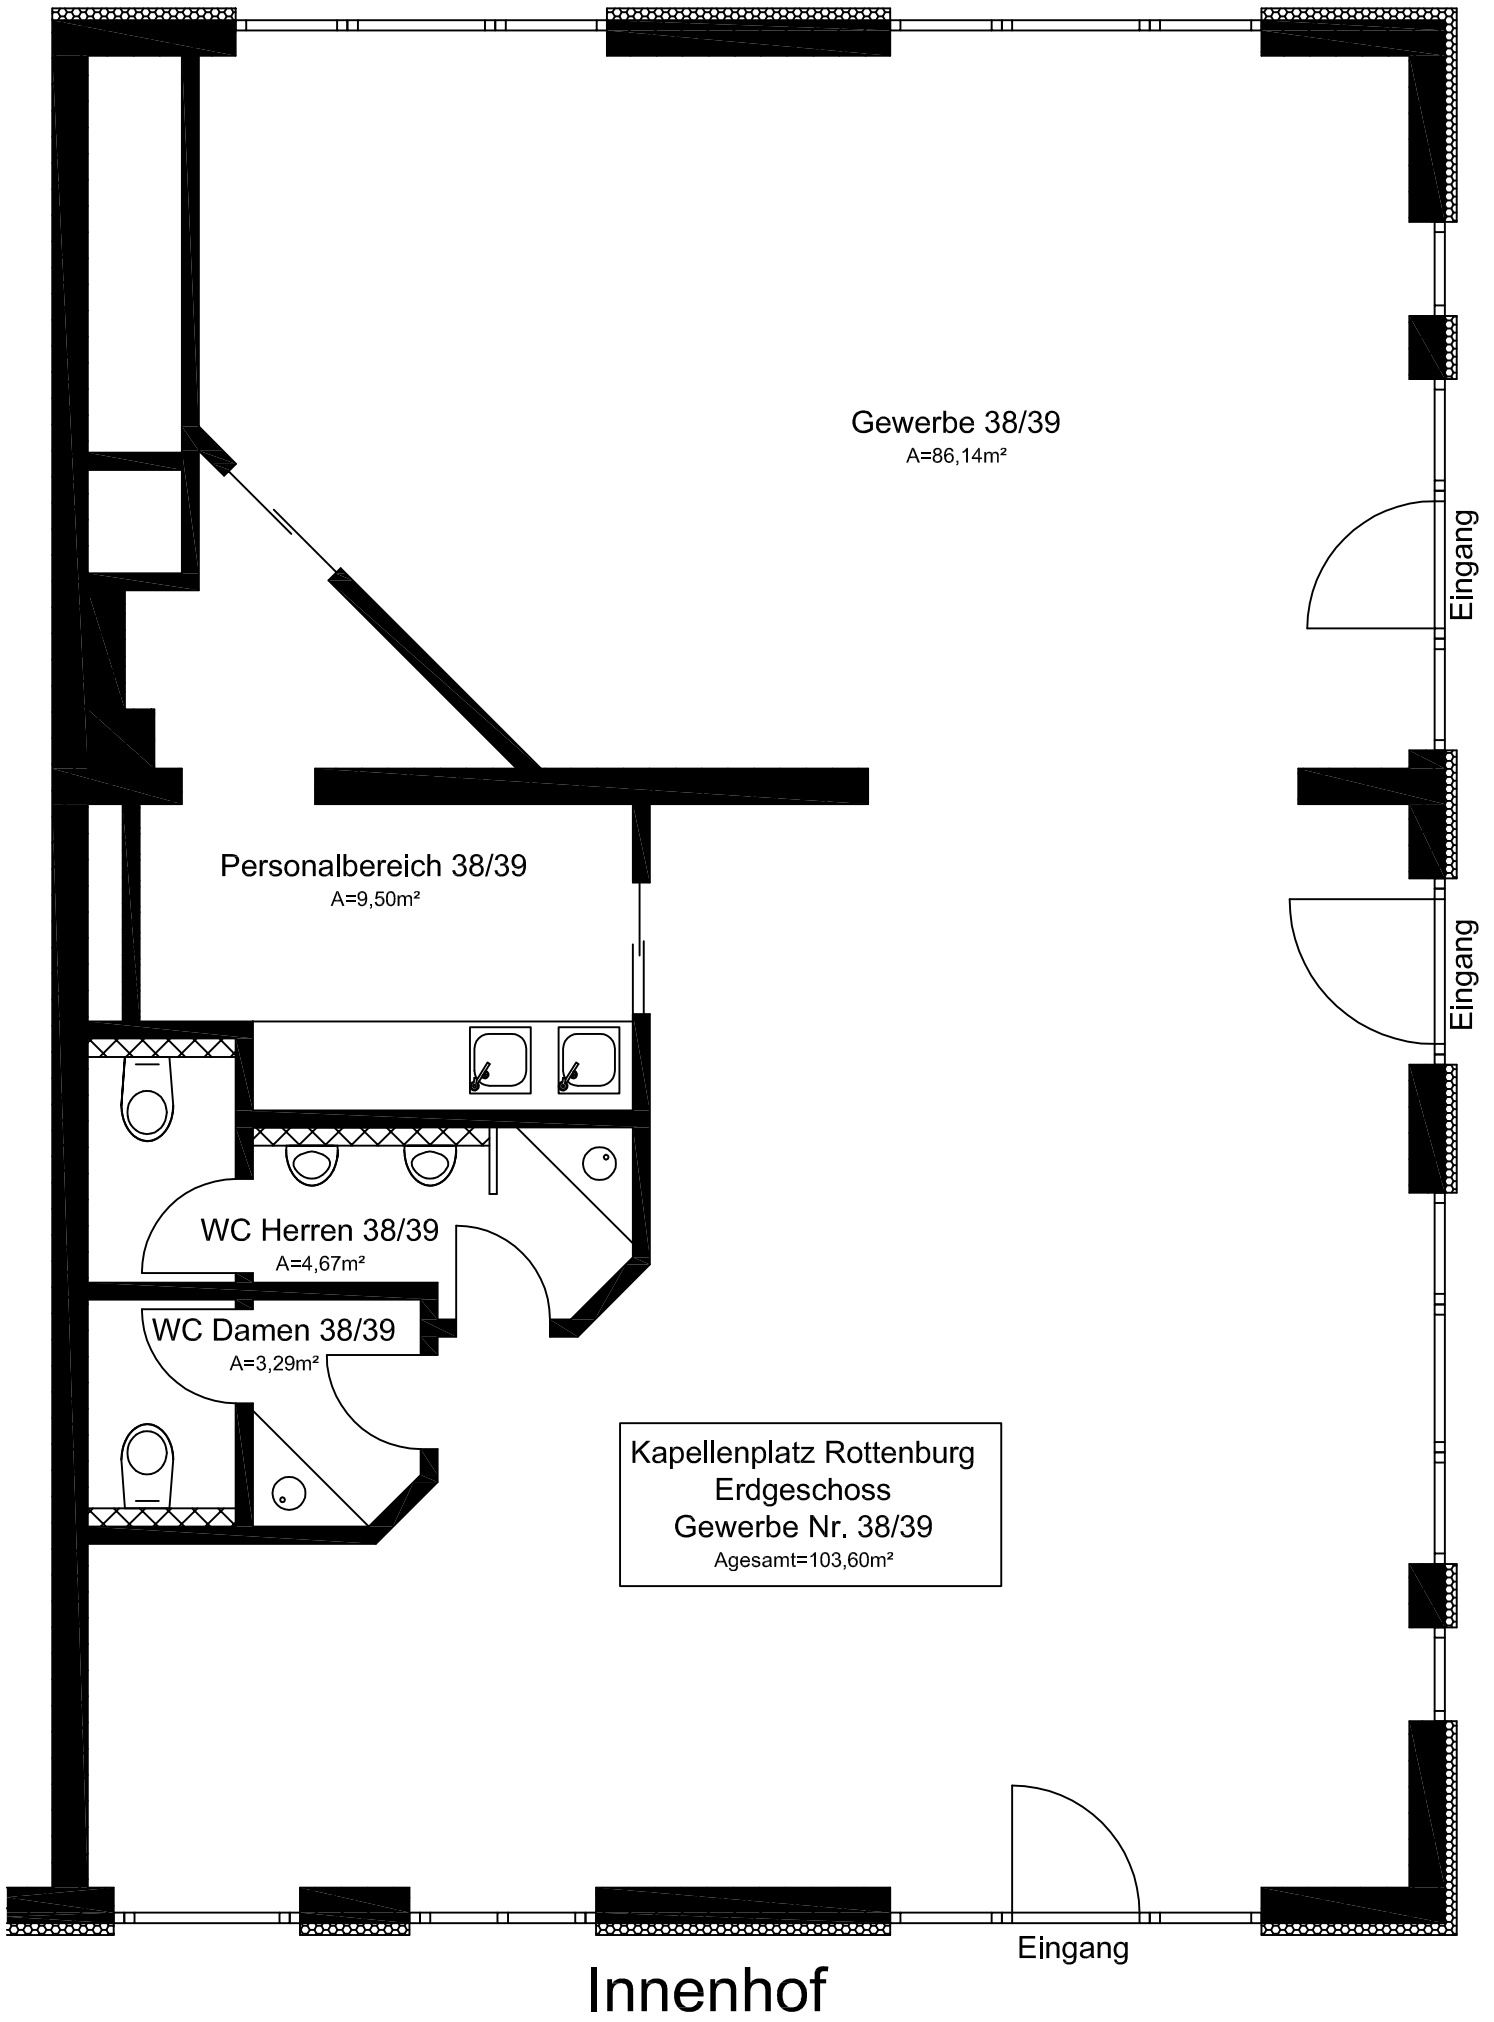 Gewerbe 38/39
A=86,14m²
Eingang
Personalbereich 38/39
A=9,50m²
Eingang
WC Herren 38/39
A=4,67m²
WC Damen 38/39
A=3,29m²
Kapellenplatz Rottenburg
Erdgeschoss
Gewerbe Nr. 38/39
Agesamt=103,60m²
Eingang
Innenhof